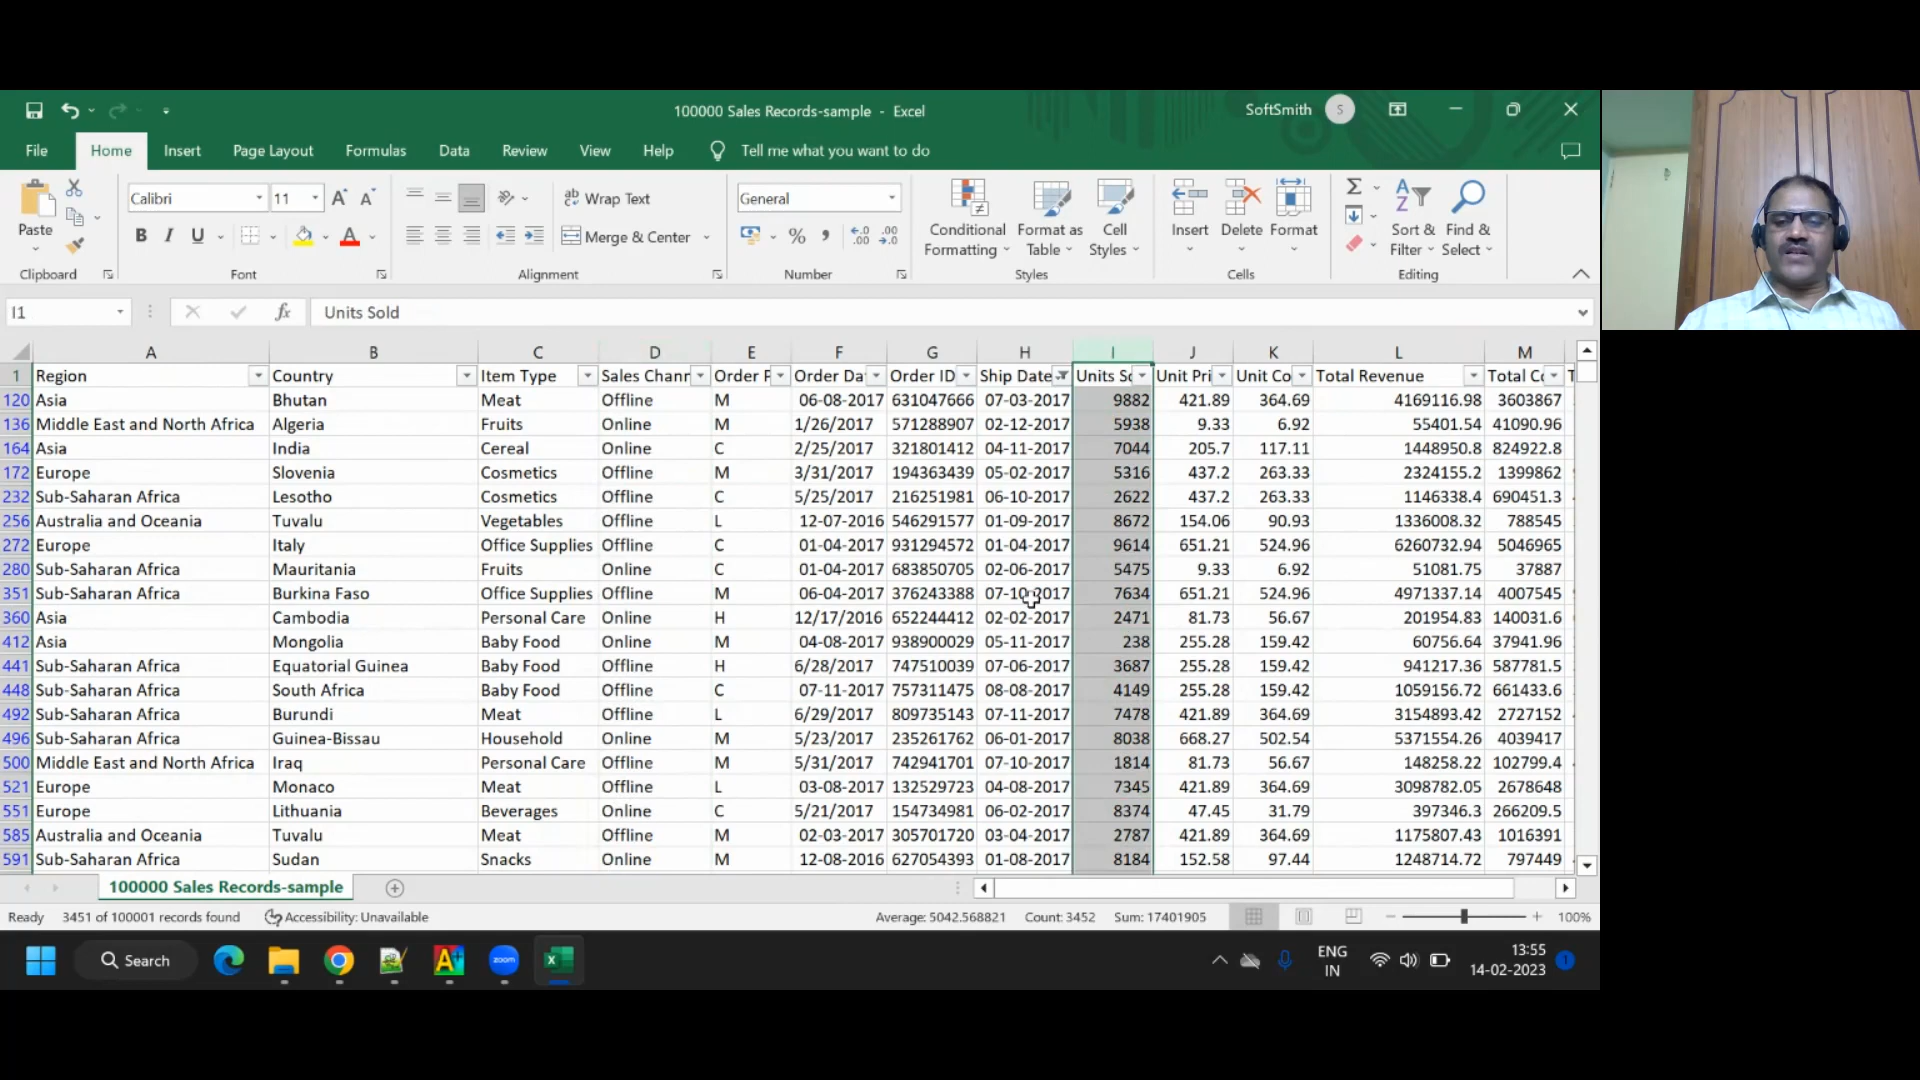 100000 Sales Records-sample - Excel
SoftSmith S
File Home Insert Page Layout Formulas Data Review View Help Tell me what you want to do
Paste
Clipboard
Calibri 11
B I U
Font
Wrap Text
Merge & Center
Alignment
General
Number
Conditional Formatting
Format as Table
Cell Styles
Styles
Insert Delete Format
Cells
Sort & Filter
Find & Select
Editing
I1 fx Units Sold
A B C D E F G H I J K L M
1 Region Country Item Type Sales Chanr Order P Order Da Order ID Ship Date Units So Unit Pri Unit Co Total Revenue Total Co
120 Asia Bhutan Meat Offline M 06-08-2017 631047666 07-03-2017 9882 421.89 364.69 4169116.98 3603867
136 Middle East and North Africa Algeria Fruits Online M 1/26/2017 571288907 02-12-2017 5938 9.33 6.92 55401.54 41090.96
164 Asia India Cereal Online C 2/25/2017 321801412 04-11-2017 7044 205.7 117.11 1448950.8 824922.8
172 Europe Slovenia Cosmetics Offline M 3/31/2017 194363439 05-02-2017 5316 437.2 263.33 2324155.2 1399862
232 Sub-Saharan Africa Lesotho Cosmetics Offline C 5/25/2017 216251981 06-10-2017 2622 437.2 263.33 1146338.4 690451.3
256 Australia and Oceania Tuvalu Vegetables Offline L 12-07-2016 546291577 01-09-2017 8672 154.06 90.93 1336008.32 788545
272 Europe Italy Office Supplies Offline C 01-04-2017 931294572 01-04-2017 9614 651.21 524.96 6260732.94 5046965
280 Sub-Saharan Africa Mauritania Fruits Offline C 01-04-2017 683850705 02-06-2017 5475 9.33 6.92 51081.75 37887
351 Sub-Saharan Africa Burkina Faso Office Supplies Offline M 06-04-2017 376243388 07-10-2017 7634 651.21 524.96 4971337.14 4007545
360 Asia Cambodia Personal Care Online H 12/17/2016 652244412 02-02-2017 2471 81.73 56.67 201954.83 140031.6
412 Asia Mongolia Baby Food Online M 04-08-2017 938900029 05-11-2017 238 255.28 159.42 60756.64 37941.96
441 Sub-Saharan Africa Equatorial Guinea Baby Food Offline H 6/28/2017 747510039 07-06-2017 3687 255.28 159.42 941217.36 587781.5
448 Sub-Saharan Africa South Africa Baby Food Offline C 07-11-2017 757311475 08-08-2017 4149 255.28 159.42 1059156.72 661433.6
492 Sub-Saharan Africa Burundi Meat Offline L 6/29/2017 809735143 07-11-2017 7478 421.89 364.69 3154893.42 2727152
496 Sub-Saharan Africa Guinea-Bissau Household Online M 5/23/2017 235261762 06-01-2017 8038 668.27 502.54 5371554.26 4039417
500 Middle East and North Africa Iraq Personal Care Offline M 5/31/2017 742941701 07-10-2017 1814 81.73 56.67 148258.22 102799.4
521 Europe Monaco Meat Offline L 03-08-2017 132529723 04-08-2017 7345 421.89 364.69 3098782.05 2678648
551 Europe Lithuania Beverages Online C 5/21/2017 154734981 06-02-2017 8374 47.45 31.79 397346.3 266209.5
585 Australia and Oceania Tuvalu Meat Offline M 02-03-2017 305701720 03-04-2017 2787 421.89 364.69 1175807.43 1016391
591 Sub-Saharan Africa Sudan Snacks Online M 12-08-2016 627054393 01-08-2017 8184 152.58 97.44 1248714.72 797449
100000 Sales Records-sample
Ready 3451 of 100001 records found Accessibility: Unavailable Average: 5042.568821 Count: 3452 Sum: 17401905 100%
Search zoom ENG IN 13:55 14-02-2023 1